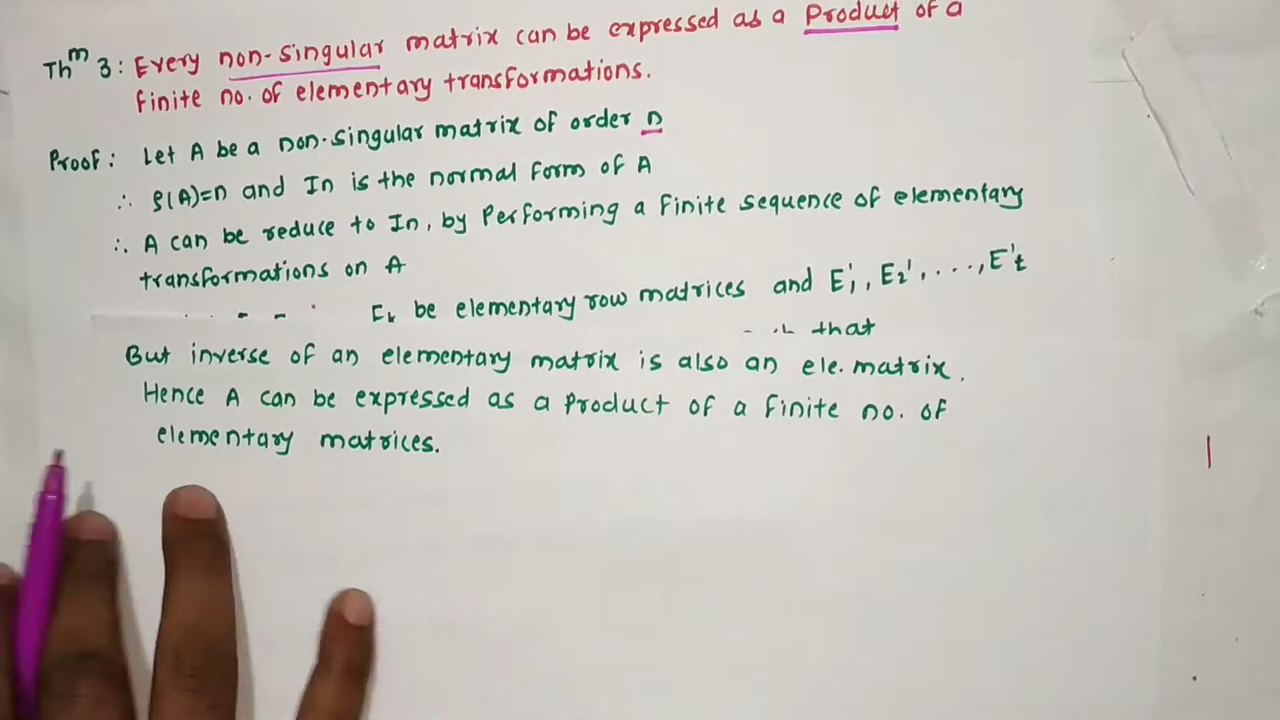 Thm 3: Every non-singular matrix can be expressed as a Product of a
finite no. of elementary transformations.
Proof: Let A be a non-singular matrix of order n
∴ ρ(A)=n and In is the normal form of A
∴ A can be reduce to In, by Performing a finite sequence of elementary
transformations on A
be elementary row matrices and E1', E2', ...., E't
that
But inverse of an elementary matrix is also an ele. matrix.
Hence A can be expressed as a Product of a finite no. of
elementary matrices.